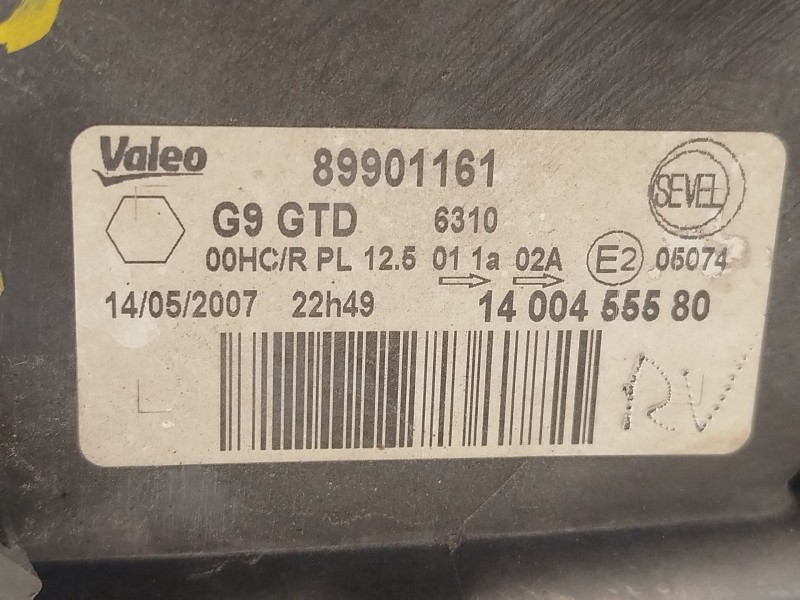 Valeo 89901161
SEVEL
G9 GTD 6310
00HC/R PL 12.5 01 1a 02A E2 05074
14/05/2007 22h49 14 004 555 80
RV